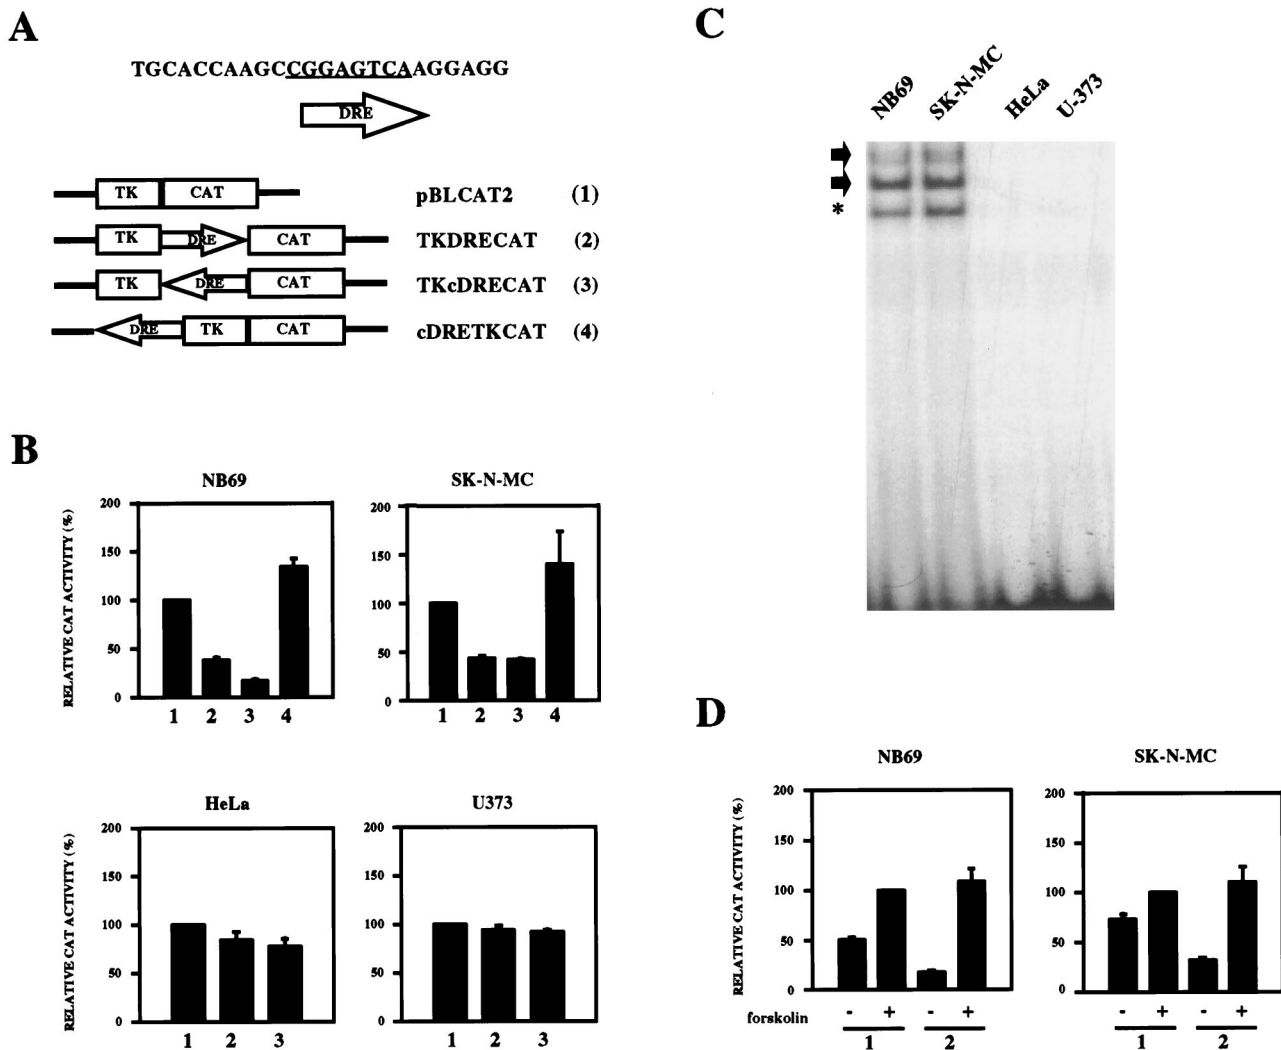 A
TGCACCAAGCCGGAGTCAAGGAGG
DRE
TK CAT pBLCAT2 (1)
TK DRE CAT TKDRECAT (2)
TK DRE CAT TKcDRECAT (3)
DRE TK CAT cDRETKCAT (4)
B
NB69
RELATIVE CAT ACTIVITY (%)
200
150
100
50
0
1 2 3 4
SK-N-MC
200
150
100
50
0
1 2 3 4
HeLa
RELATIVE CAT ACTIVITY (%)
200
150
100
50
0
1 2 3
U373
200
150
100
50
0
1 2 3
C
NB69
SK-N-MC
HeLa
U-373
*
D
NB69
RELATIVE CAT ACTIVITY (%)
200
150
100
50
0
forskolin - + - +
1 2
SK-N-MC
200
150
100
50
0
- + - +
1 2